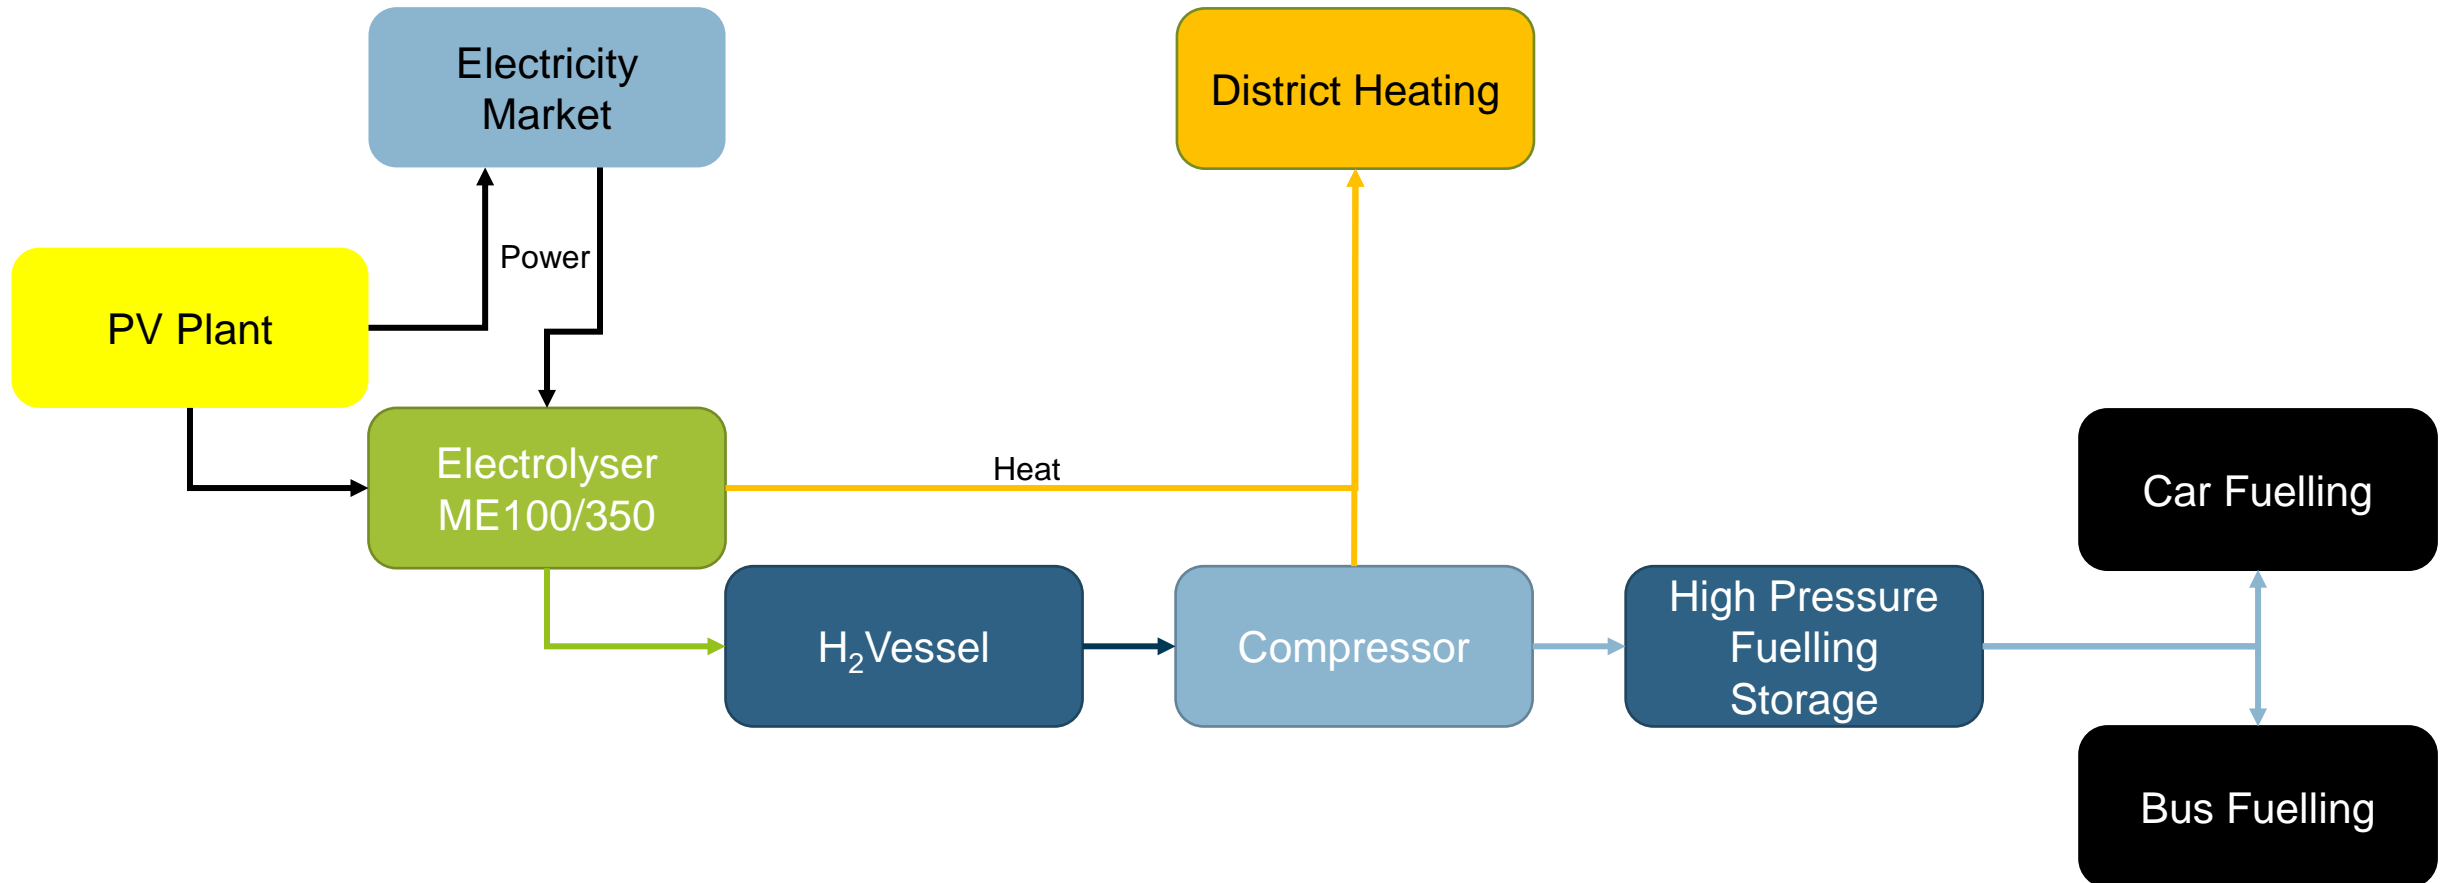 Electricity
Market
District Heating
Power
PV Plant
Electrolyser
ME100/350
Heat
Car Fuelling
H₂Vessel
Compressor
High Pressure
Fuelling
Storage
Bus Fuelling